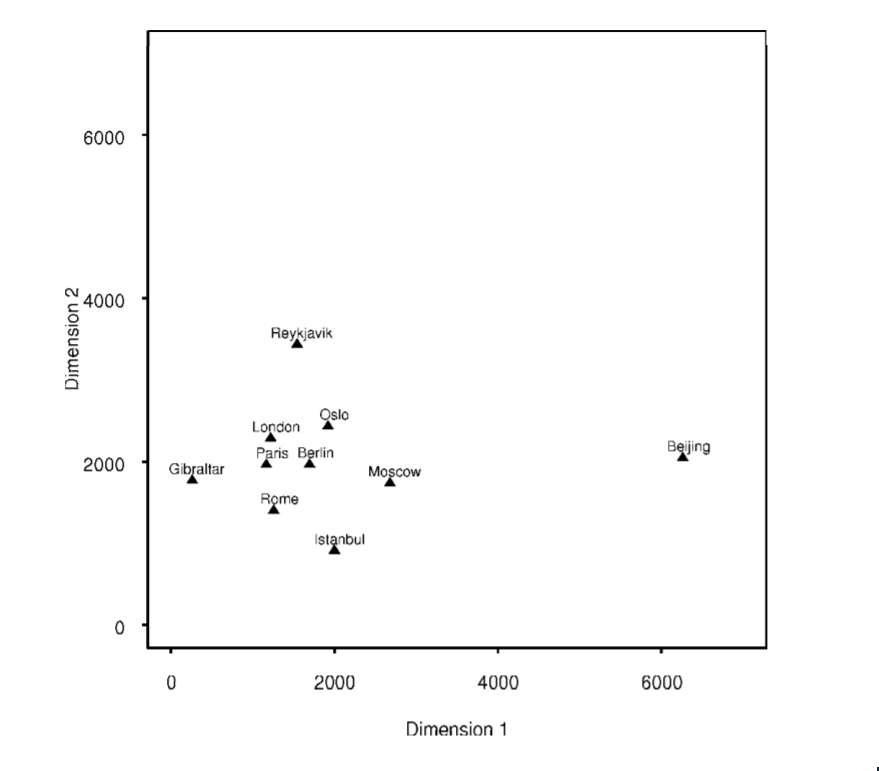 6000
Dimension 2
4000
Reykjavik
Oslo
London
Paris Berlin
Beijing
2000
Gibraltar
Moscow
Rome
Istanbul
0
0 2000 4000 6000
Dimension 1